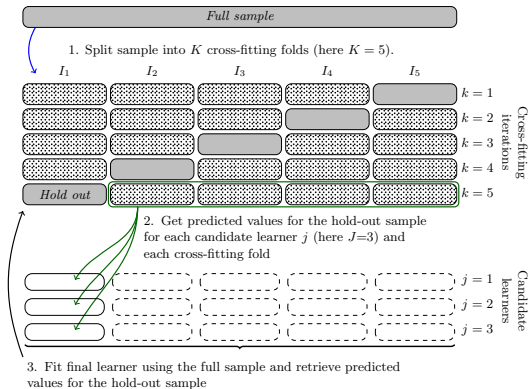 Full sample
1. Split sample into K cross-fitting folds (here K = 5).
I₁ I₂ I₃ I₄ I₅
k = 1
k = 2
k = 3
k = 4
Hold out k = 5
Cross-fitting
iterations
2. Get predicted values for the hold-out sample
for each candidate learner j (here J=3) and
each cross-fitting fold
j = 1
j = 2
j = 3
Candidate
learners
3. Fit final learner using the full sample and retrieve predicted
values for the hold-out sample